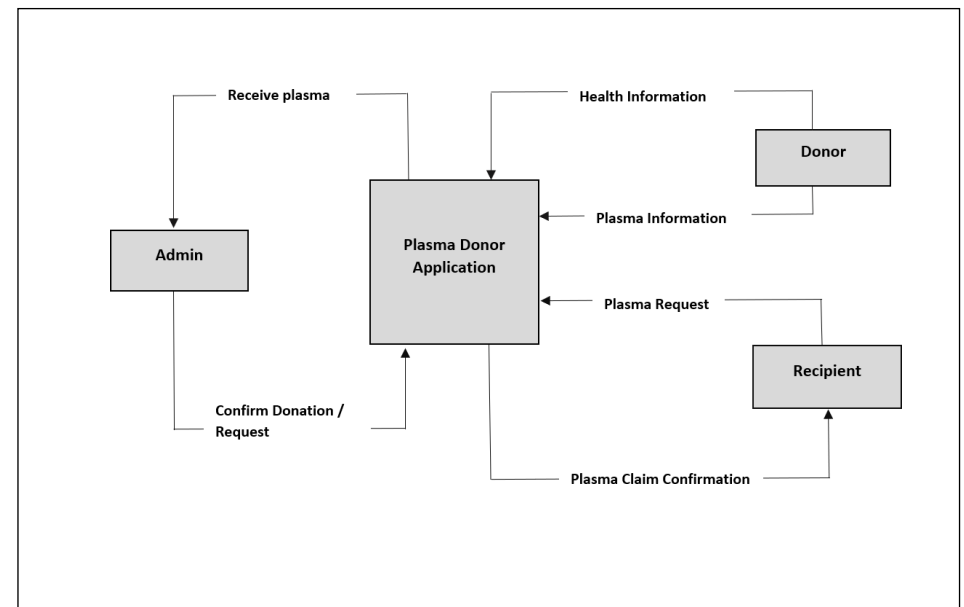 Receive plasma
Health Information
Donor
Plasma Information
Admin
Plasma Donor
Application
Plasma Request
Recipient
Confirm Donation /
Request
Plasma Claim Confirmation